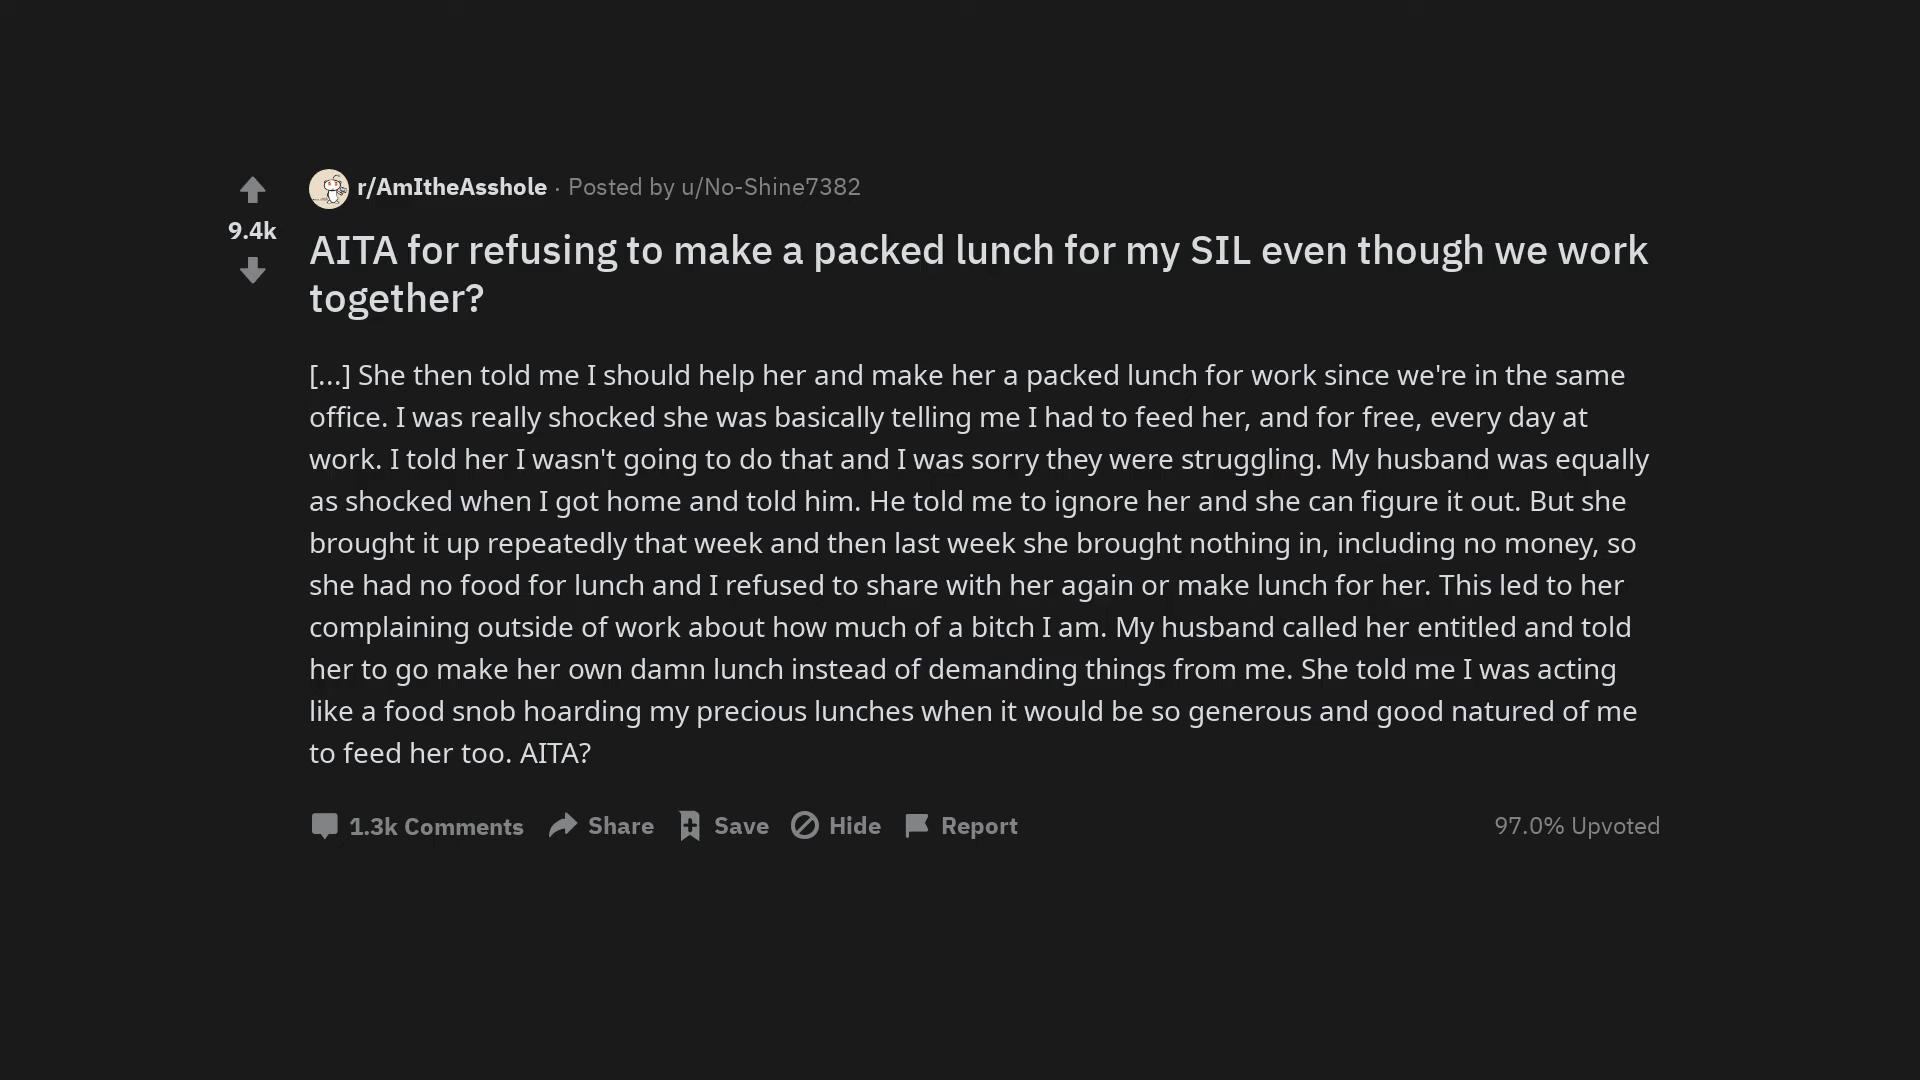 r/AmItheAsshole · Posted by u/No-Shine7382
9.4k
AITA for refusing to make a packed lunch for my SIL even though we work
together?
[...] She then told me I should help her and make her a packed lunch for work since we're in the same
office. I was really shocked she was basically telling me I had to feed her, and for free, every day at
work. I told her I wasn't going to do that and I was sorry they were struggling. My husband was equally
as shocked when I got home and told him. He told me to ignore her and she can figure it out. But she
brought it up repeatedly that week and then last week she brought nothing in, including no money, so
she had no food for lunch and I refused to share with her again or make lunch for her. This led to her
complaining outside of work about how much of a bitch I am. My husband called her entitled and told
her to go make her own damn lunch instead of demanding things from me. She told me I was acting
like a food snob hoarding my precious lunches when it would be so generous and good natured of me
to feed her too. AITA?
1.3k Comments Share Save Hide Report 97.0% Upvoted